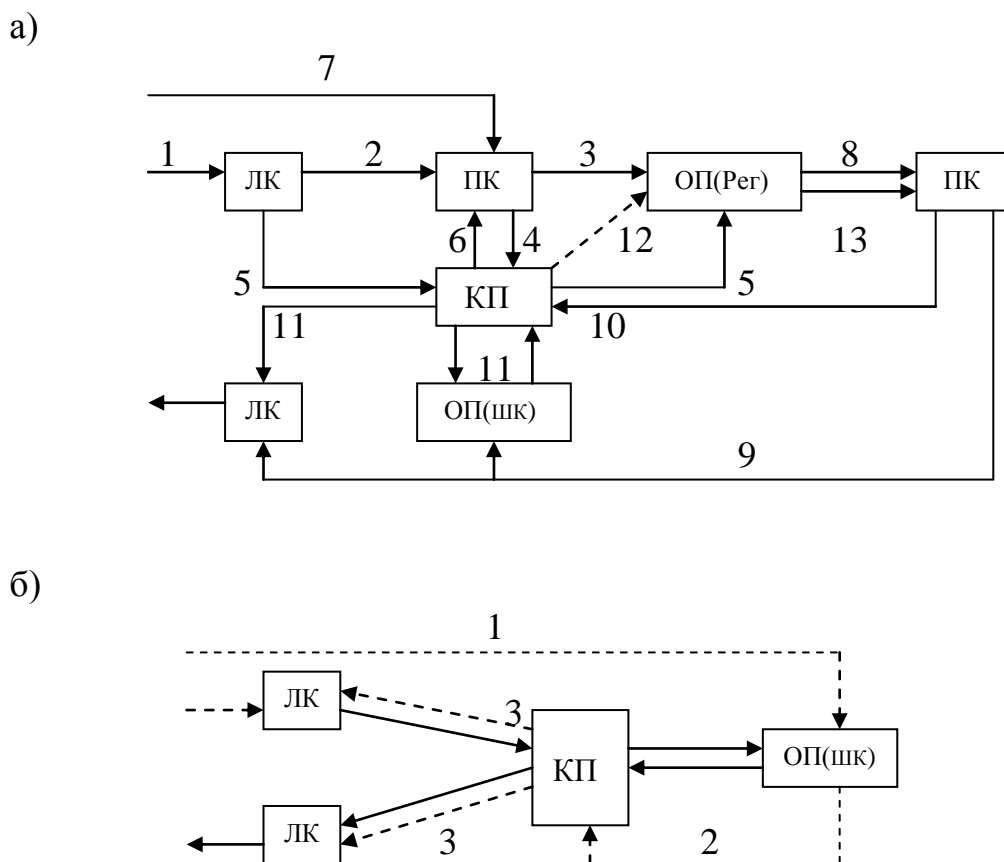 а)
7
1 2 3 8
ЛК ПК ОП(Рег) ПК
6 4 12 13
5 КП 5
11 10
11
ЛК ОП(шк)
9
б)
1
ЛК 3
КП ОП(шк)
ЛК 3 2